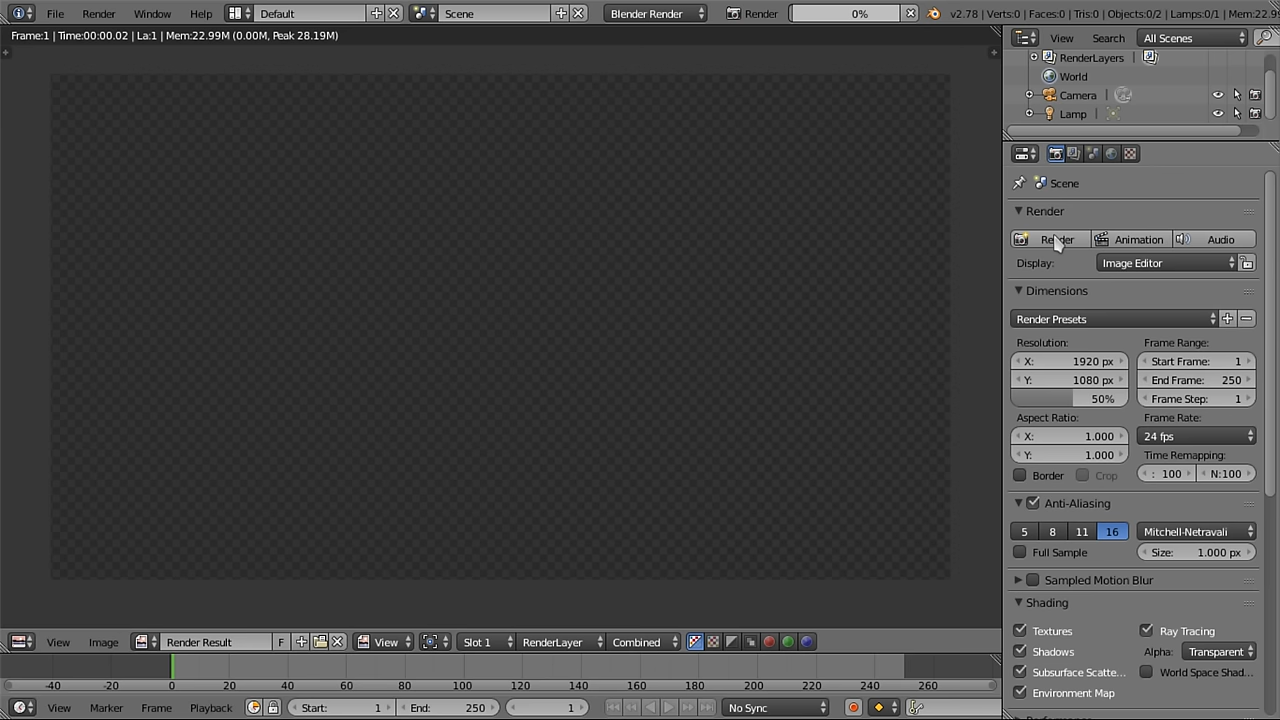 File Render Window Help Default Scene Blender Render Render 0% v2.78 | Verts:0 | Faces:0 | Tris:0 | Objects:0/2 | Lamps:0/1 | Mem:22.9
Frame:1 | Time:00:00.02 | La:1 | Mem:22.99M (0.00M, Peak 28.19M)
View Search All Scenes
RenderLayers
World
Camera
Lamp
Scene
Render
Render Animation Audio
Display: Image Editor
Dimensions
Render Presets
Resolution: Frame Range:
X: 1920 px Start Frame: 1
Y: 1080 px End Frame: 250
50% Frame Step: 1
Aspect Ratio: Frame Rate:
X: 1.000 24 fps
Y: 1.000 Time Remapping:
Border Crop : 100 N:100
Anti-Aliasing
5 8 11 16 Mitchell-Netravali
Full Sample Size: 1.000 px
Sampled Motion Blur
Shading
Textures Ray Tracing
Shadows Alpha: Transparent
Subsurface Scatte... World Space Shad...
Environment Map
View Image Render Result F View Slot 1 RenderLayer Combined
-40 -20 0 20 40 60 80 100 120 140 160 180 200 220 240 260
View Marker Frame Playback Start: 1 End: 250 1 No Sync